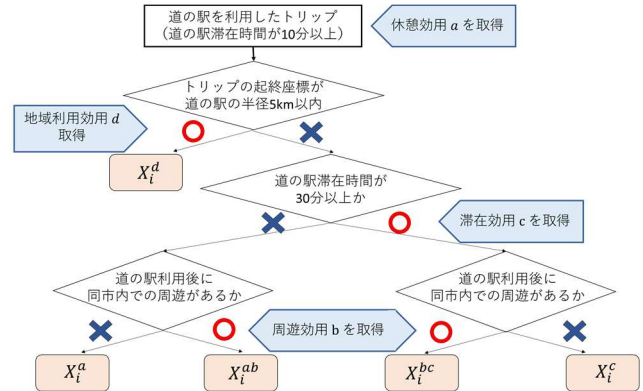 道の駅を利用したトリップ
（道の駅滞在時間が10分以上）
休憩効用 a を取得
トリップの起終座標が
道の駅の半径5km以内
地域利用効用 d
取得
X_i^d
道の駅滞在時間が
30分以上か
滞在効用 c を取得
道の駅利用後に
同市内での周遊があるか
道の駅利用後に
同市内での周遊があるか
周遊効用 b を取得
X_i^a
X_i^{ab}
X_i^{bc}
X_i^c